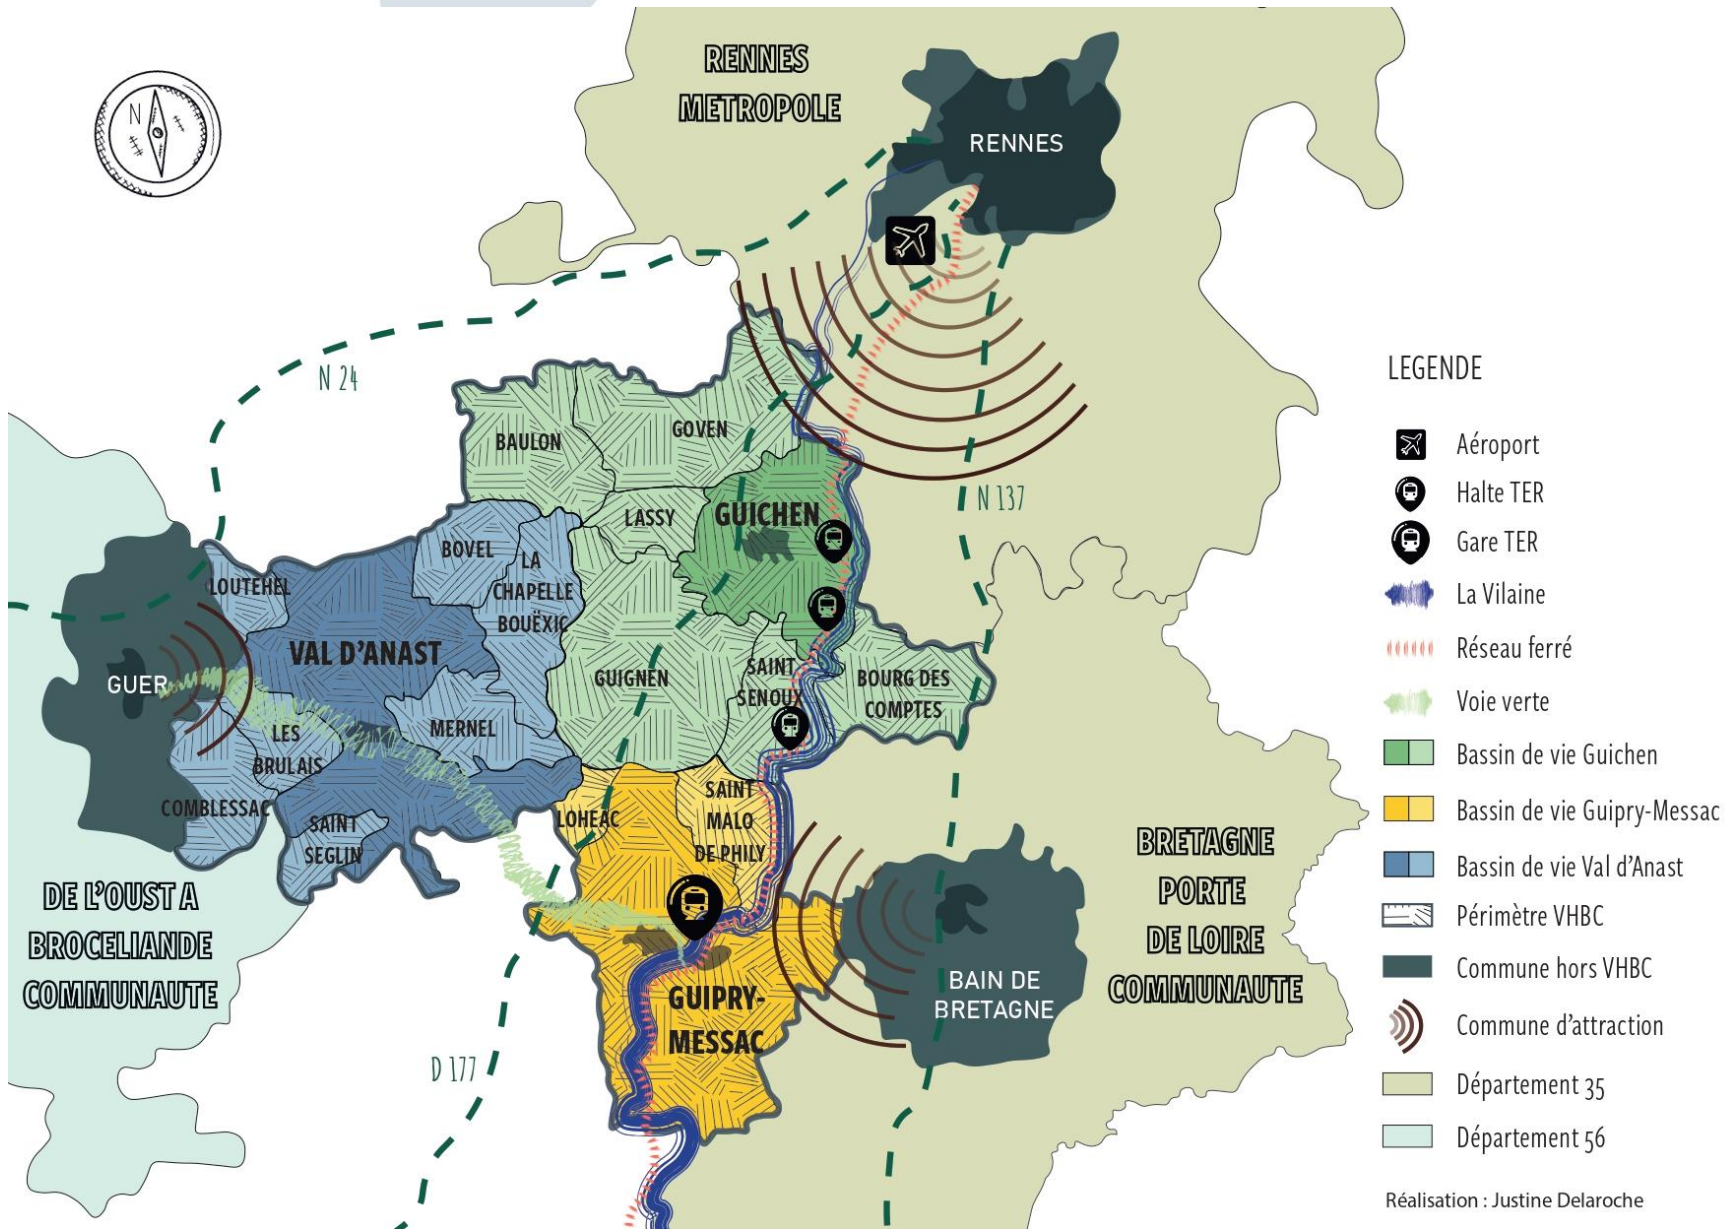 RENNES
METROPOLE
N
RENNES
N 24
BAULON
GOVEN
LASSY
GUICHEN
N 137
BOVEL
LA
CHAPELLE
BOUËXIC
LOUTEHEL
VAL D'ANAST
GUIGNEN
SAINT
SENOUX
BOURG DES
COMPTES
GUER
LES
BRULAIS
MERNEL
COMBLESSAC
SAINT
SEGLIN
LOHEAC
SAINT
MALO
DE PHILY
DE L'OUST A
BROCELIANDE
COMMUNAUTE
BRETAGNE
PORTE
DE LOIRE
COMMUNAUTE
GUIPRY-
MESSAC
BAIN DE
BRETAGNE
D 177
LEGENDE
Aéroport
Halte TER
Gare TER
La Vilaine
Réseau ferré
Voie verte
Bassin de vie Guichen
Bassin de vie Guipry-Messac
Bassin de vie Val d'Anast
Périmètre VHBC
Commune hors VHBC
Commune d'attraction
Département 35
Département 56
Réalisation : Justine Delaroche